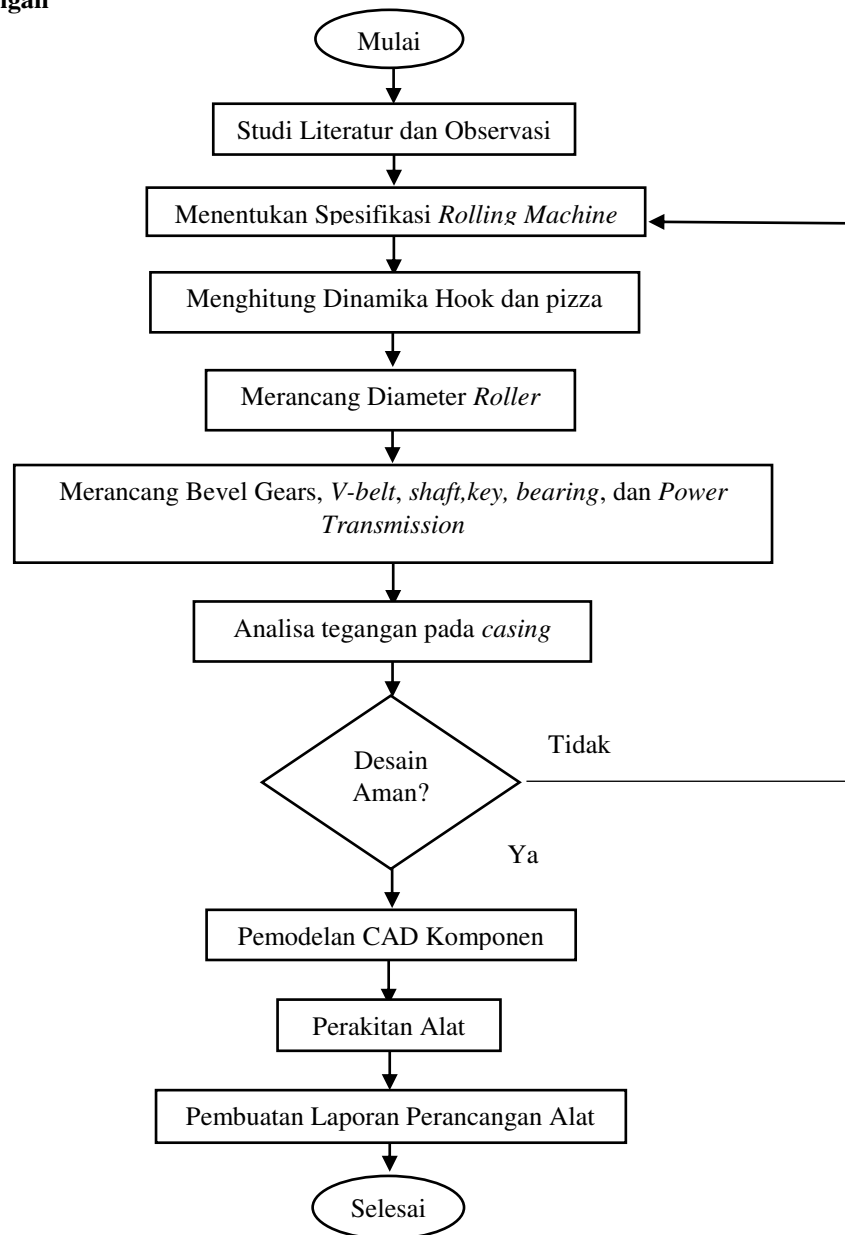 Mulai
Studi Literatur dan Observasi
Menentukan Spesifikasi Rolling Machine
Menghitung Dinamika Hook dan pizza
Merancang Diameter Roller
Merancang Bevel Gears, V-belt, shaft,key, bearing, dan Power
Transmission
Analisa tegangan pada casing
Desain
Aman?
Tidak
Ya
Pemodelan CAD Komponen
Perakitan Alat
Pembuatan Laporan Perancangan Alat
Selesai